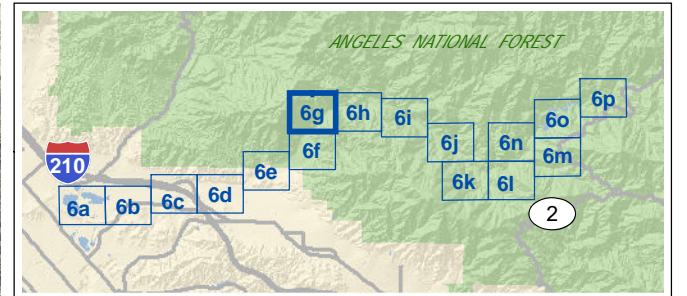 ANGELES NATIONAL FOREST
6p
6g
6h
6i
6o
6j
6n
6f
6m
210
6e
6k
6l
6d
6c
6a
6b
2